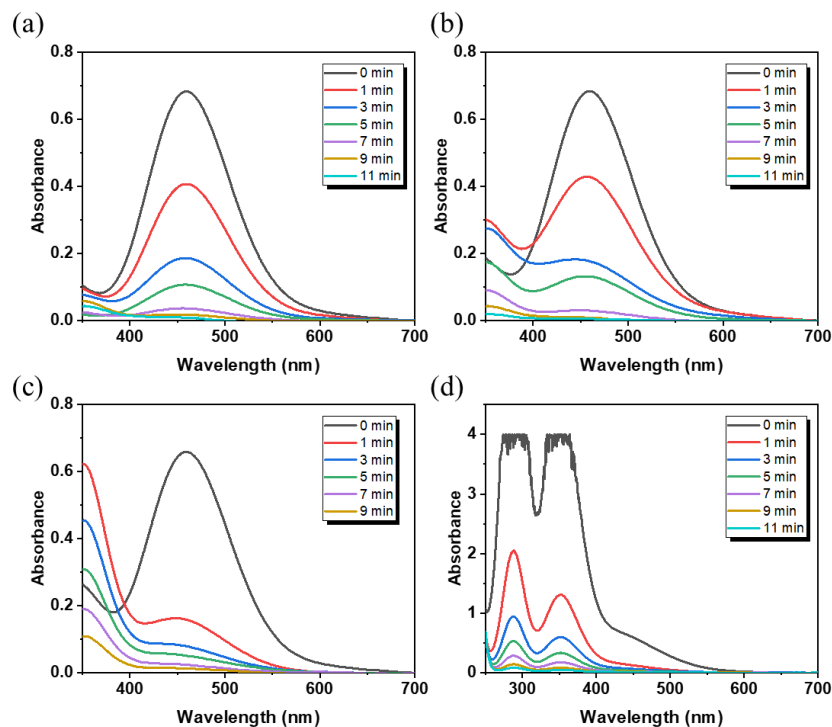 (a)
0.8
0.6
0.4
0.2
0.0
Absorbance
400
500
600
700
Wavelength (nm)
0 min
1 min
3 min
5 min
7 min
9 min
11 min
(b)
0.8
0.6
0.4
0.2
0.0
Absorbance
400
500
600
700
Wavelength (nm)
0 min
1 min
3 min
5 min
7 min
9 min
11 min
(c)
0.8
0.6
0.4
0.2
0.0
Absorbance
400
500
600
700
Wavelength (nm)
0 min
1 min
3 min
5 min
7 min
9 min
(d)
4
3
2
1
0
Absorbance
300
400
500
600
700
Wavelength (nm)
0 min
1 min
3 min
5 min
7 min
9 min
11 min